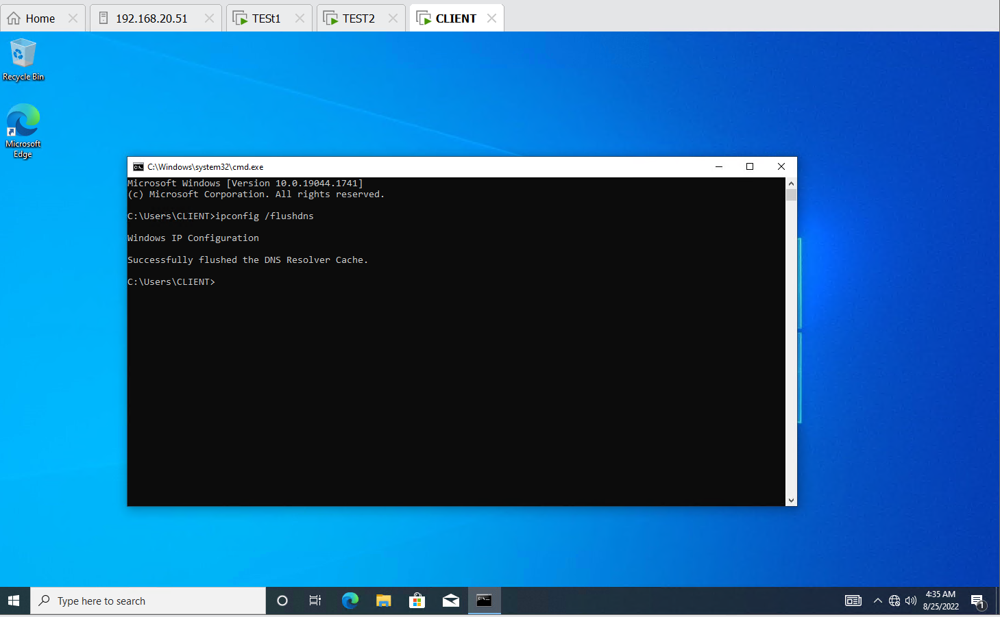 Home
192.168.20.51
TESt1
TEST2
CLIENT
Recycle Bin
Microsoft
Edge
C:\Windows\system32\cmd.exe
Microsoft Windows [Version 10.0.19044.1741]
(c) Microsoft Corporation. All rights reserved.
C:\Users\CLIENT>ipconfig /flushdns
Windows IP Configuration
Successfully flushed the DNS Resolver Cache.
C:\Users\CLIENT>
Type here to search
4:35 AM
8/25/2022
1